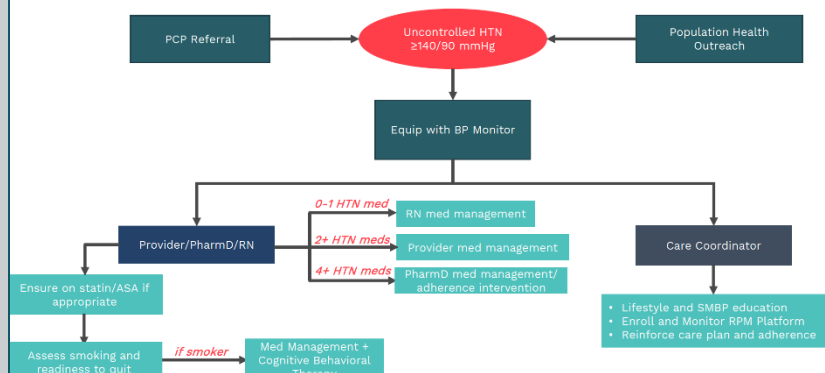 PCP Referral
Uncontrolled HTN
≥140/90 mmHg
Population Health
Outreach
Equip with BP Monitor
Provider/PharmD/RN
0-1 HTN med
RN med management
2+ HTN meds
Provider med management
4+ HTN meds
PharmD med management/
adherence intervention
Care Coordinator
Ensure on statin/ASA if
appropriate
• Lifestyle and SMBP education
• Enroll and Monitor RPM Platform
• Reinforce care plan and adherence
Assess smoking and
readiness to quit
if smoker
Med Management +
Cognitive Behavioral
Therapy